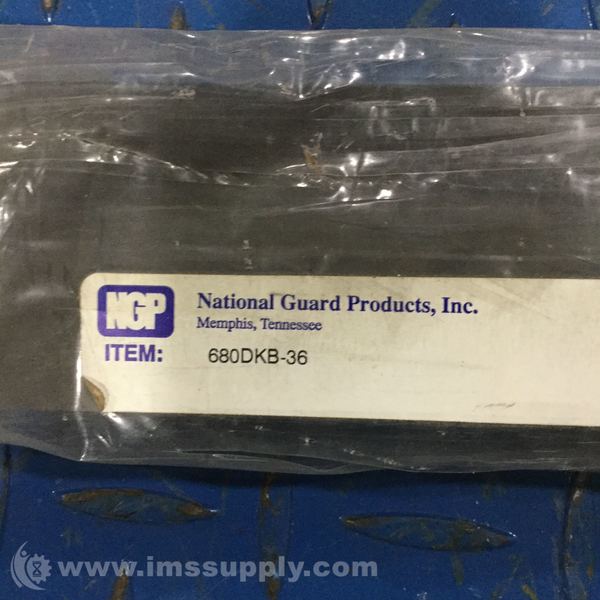 NGP
National Guard Products, Inc.
Memphis, Tennessee
ITEM: 680DKB-36
www.imssupply.com